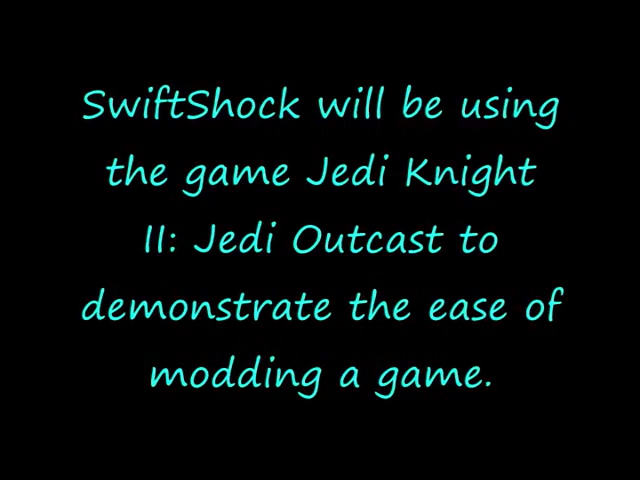 SwiftShock will be using
the game Jedi Knight
II: Jedi Outcast to
demonstrate the ease of
modding a game.